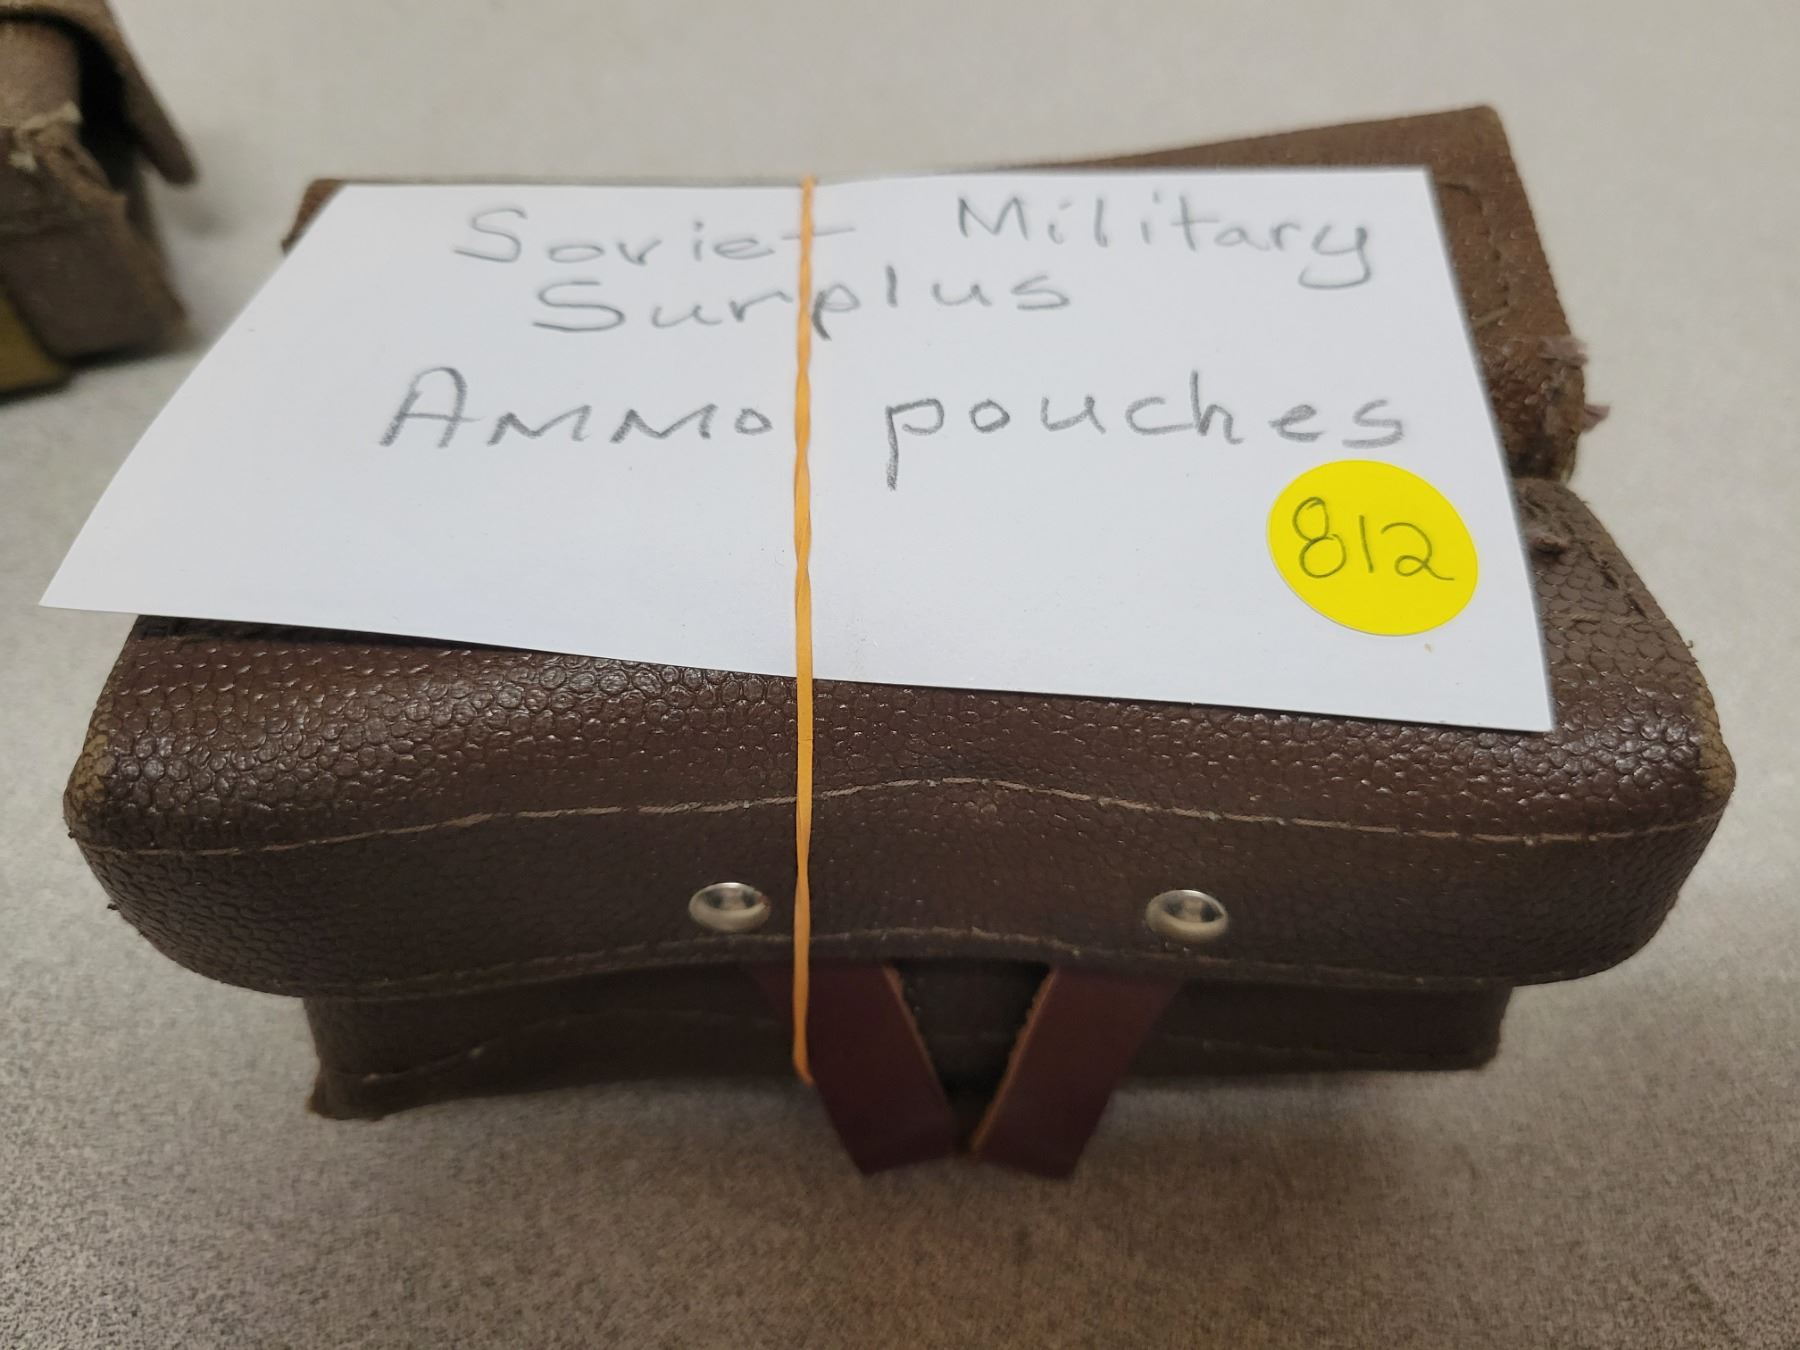 Soviet Military
Surplus
Ammo pouches
812